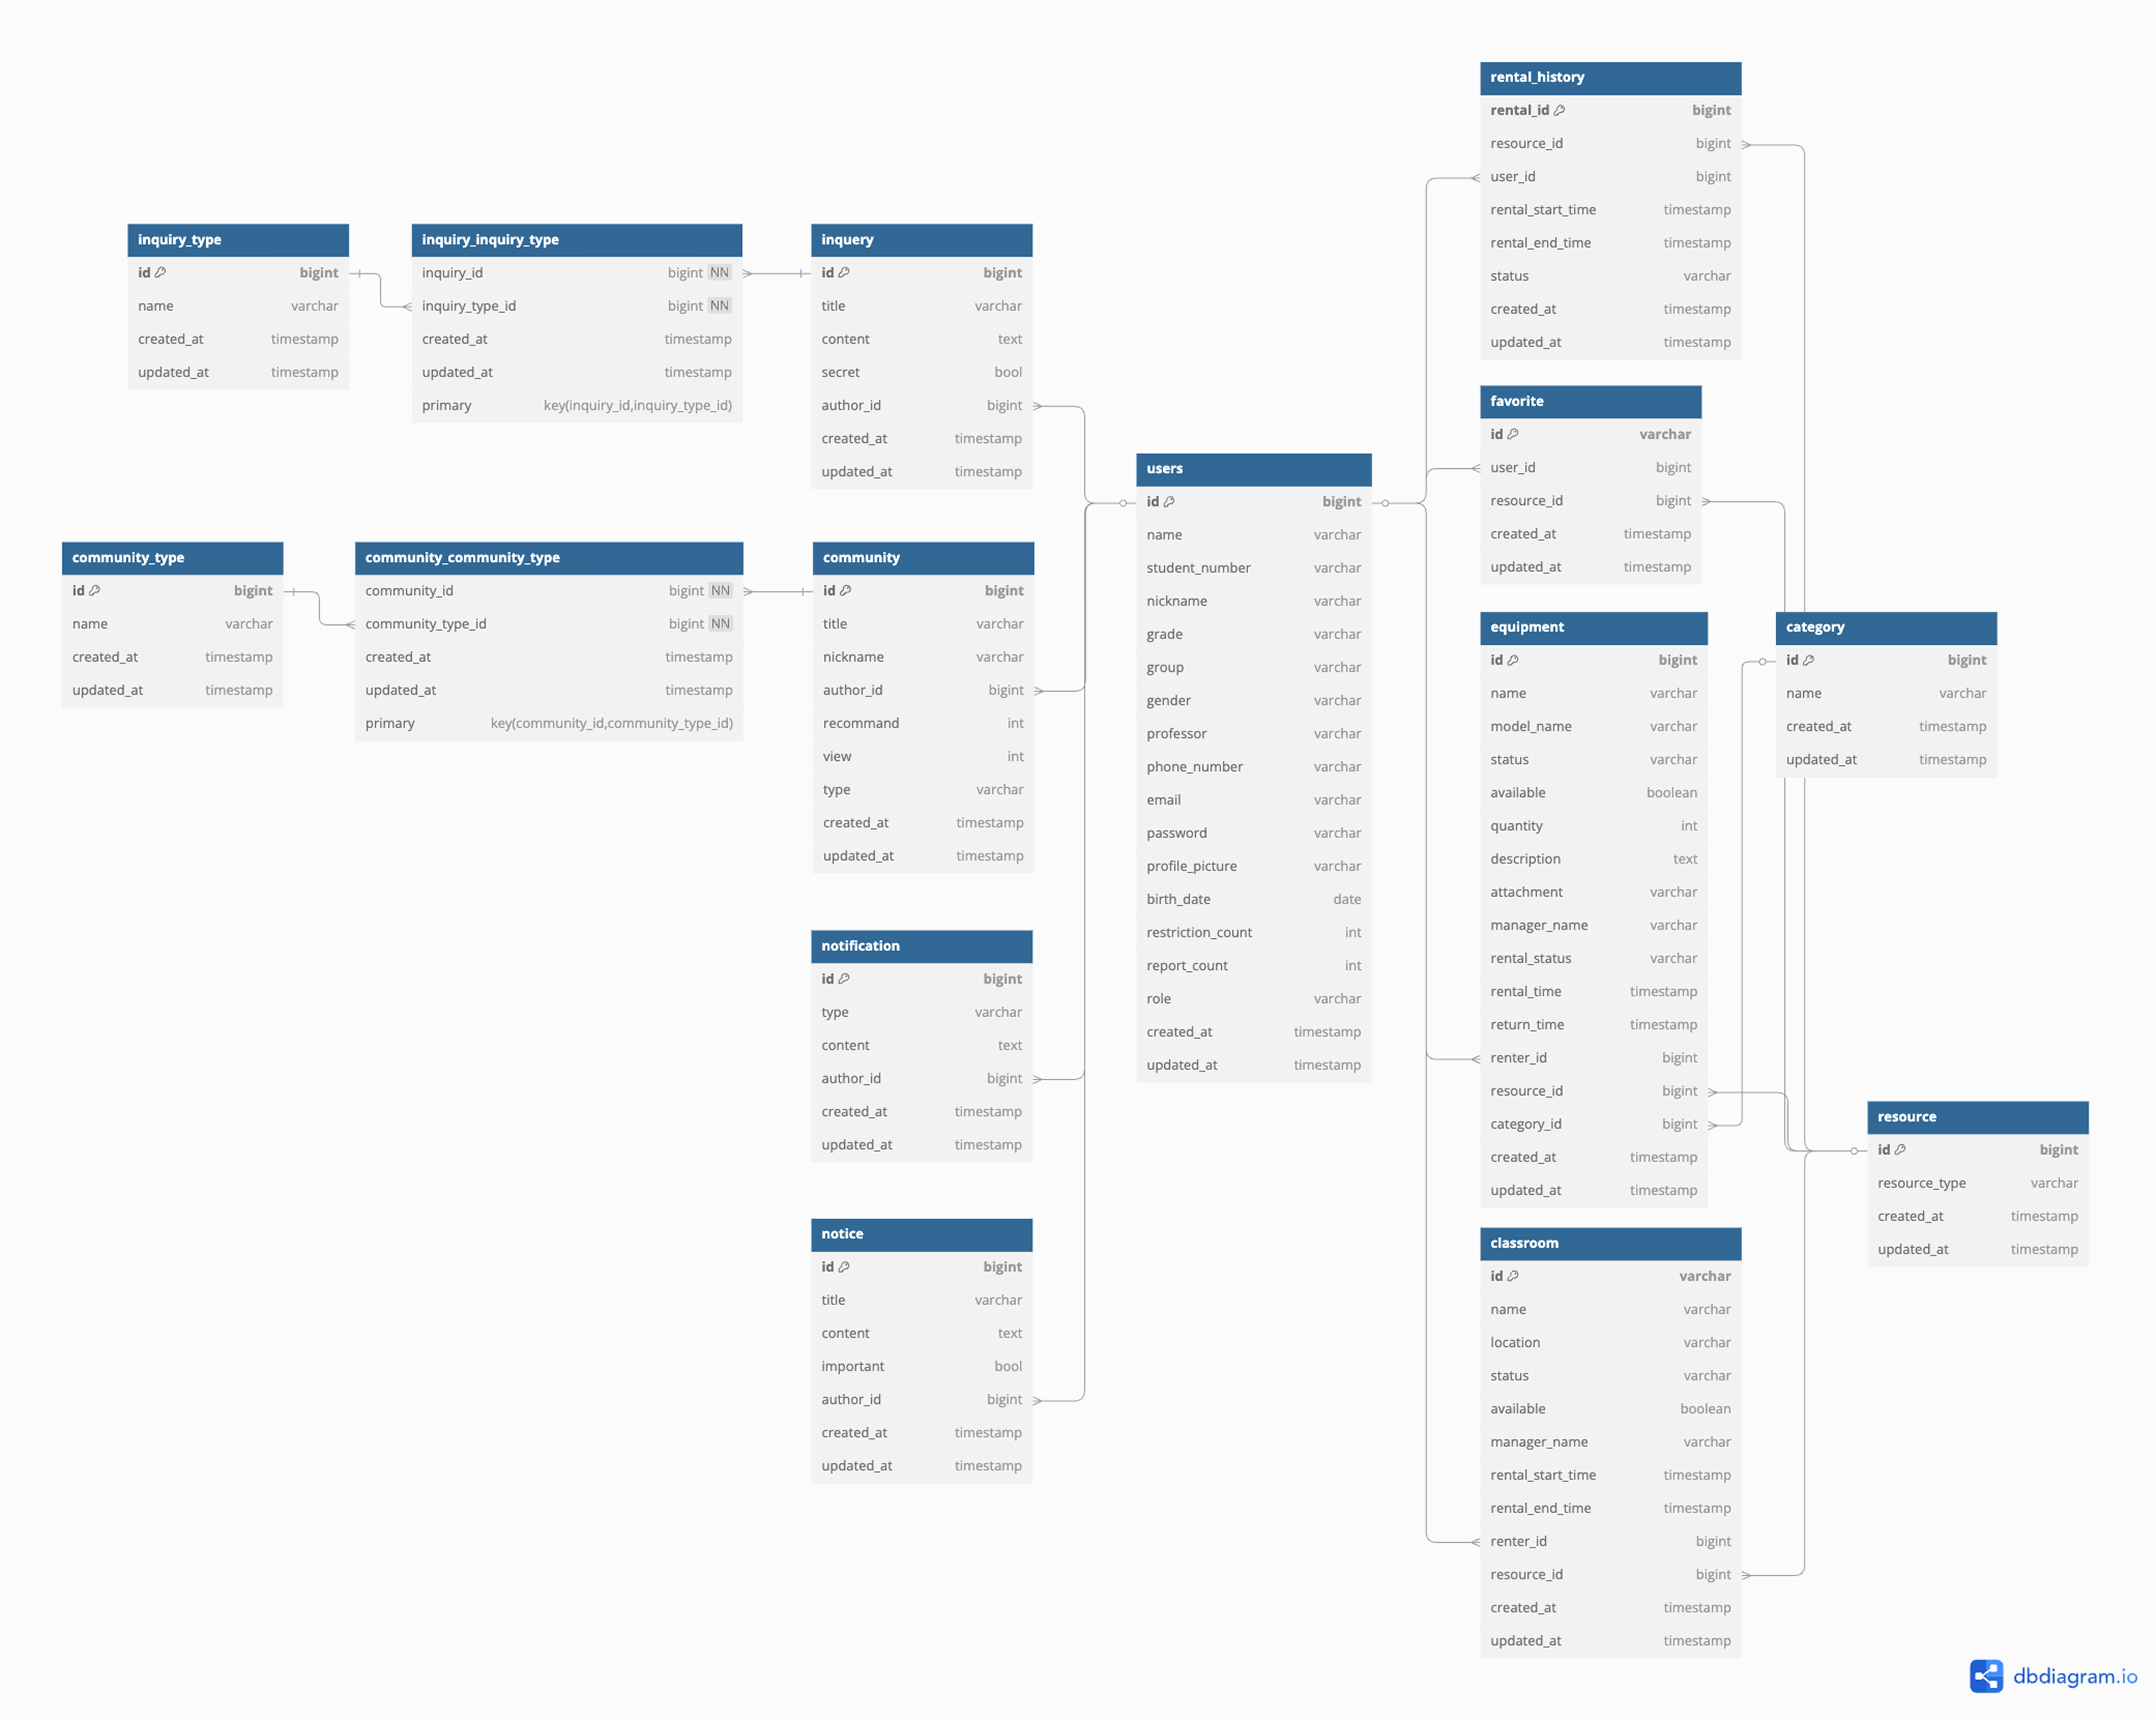 rental_history
rental_id bigint
resource_id bigint
user_id bigint
rental_start_time timestamp
rental_end_time timestamp
status varchar
created_at timestamp
updated_at timestamp
inquiry_type
id bigint
name varchar
created_at timestamp
updated_at timestamp
inquiry_inquiry_type
inquiry_id bigint NN
inquiry_type_id bigint NN
created_at timestamp
updated_at timestamp
primary key(inquiry_id,inquiry_type_id)
inquery
id bigint
title varchar
content text
secret bool
author_id bigint
created_at timestamp
updated_at timestamp
favorite
id varchar
user_id bigint
resource_id bigint
created_at timestamp
updated_at timestamp
users
id bigint
name varchar
student_number varchar
nickname varchar
grade varchar
group varchar
gender varchar
professor varchar
phone_number varchar
email varchar
password varchar
profile_picture varchar
birth_date date
restriction_count int
report_count int
role varchar
created_at timestamp
updated_at timestamp
community_type
id bigint
name varchar
created_at timestamp
updated_at timestamp
community_community_type
community_id bigint NN
community_type_id bigint NN
created_at timestamp
updated_at timestamp
primary key(community_id,community_type_id)
community
id bigint
title varchar
nickname varchar
author_id bigint
recommand int
view int
type varchar
created_at timestamp
updated_at timestamp
equipment
id bigint
name varchar
model_name varchar
status varchar
available boolean
quantity int
description text
attachment varchar
manager_name varchar
rental_status varchar
rental_time timestamp
return_time timestamp
renter_id bigint
resource_id bigint
category_id bigint
created_at timestamp
updated_at timestamp
category
id bigint
name varchar
created_at timestamp
updated_at timestamp
notification
id bigint
type varchar
content text
author_id bigint
created_at timestamp
updated_at timestamp
resource
id bigint
resource_type varchar
created_at timestamp
updated_at timestamp
notice
id bigint
title varchar
content text
important bool
author_id bigint
created_at timestamp
updated_at timestamp
classroom
id varchar
name varchar
location varchar
status varchar
available boolean
manager_name varchar
rental_start_time timestamp
rental_end_time timestamp
renter_id bigint
resource_id bigint
created_at timestamp
updated_at timestamp
dbdiagram.io